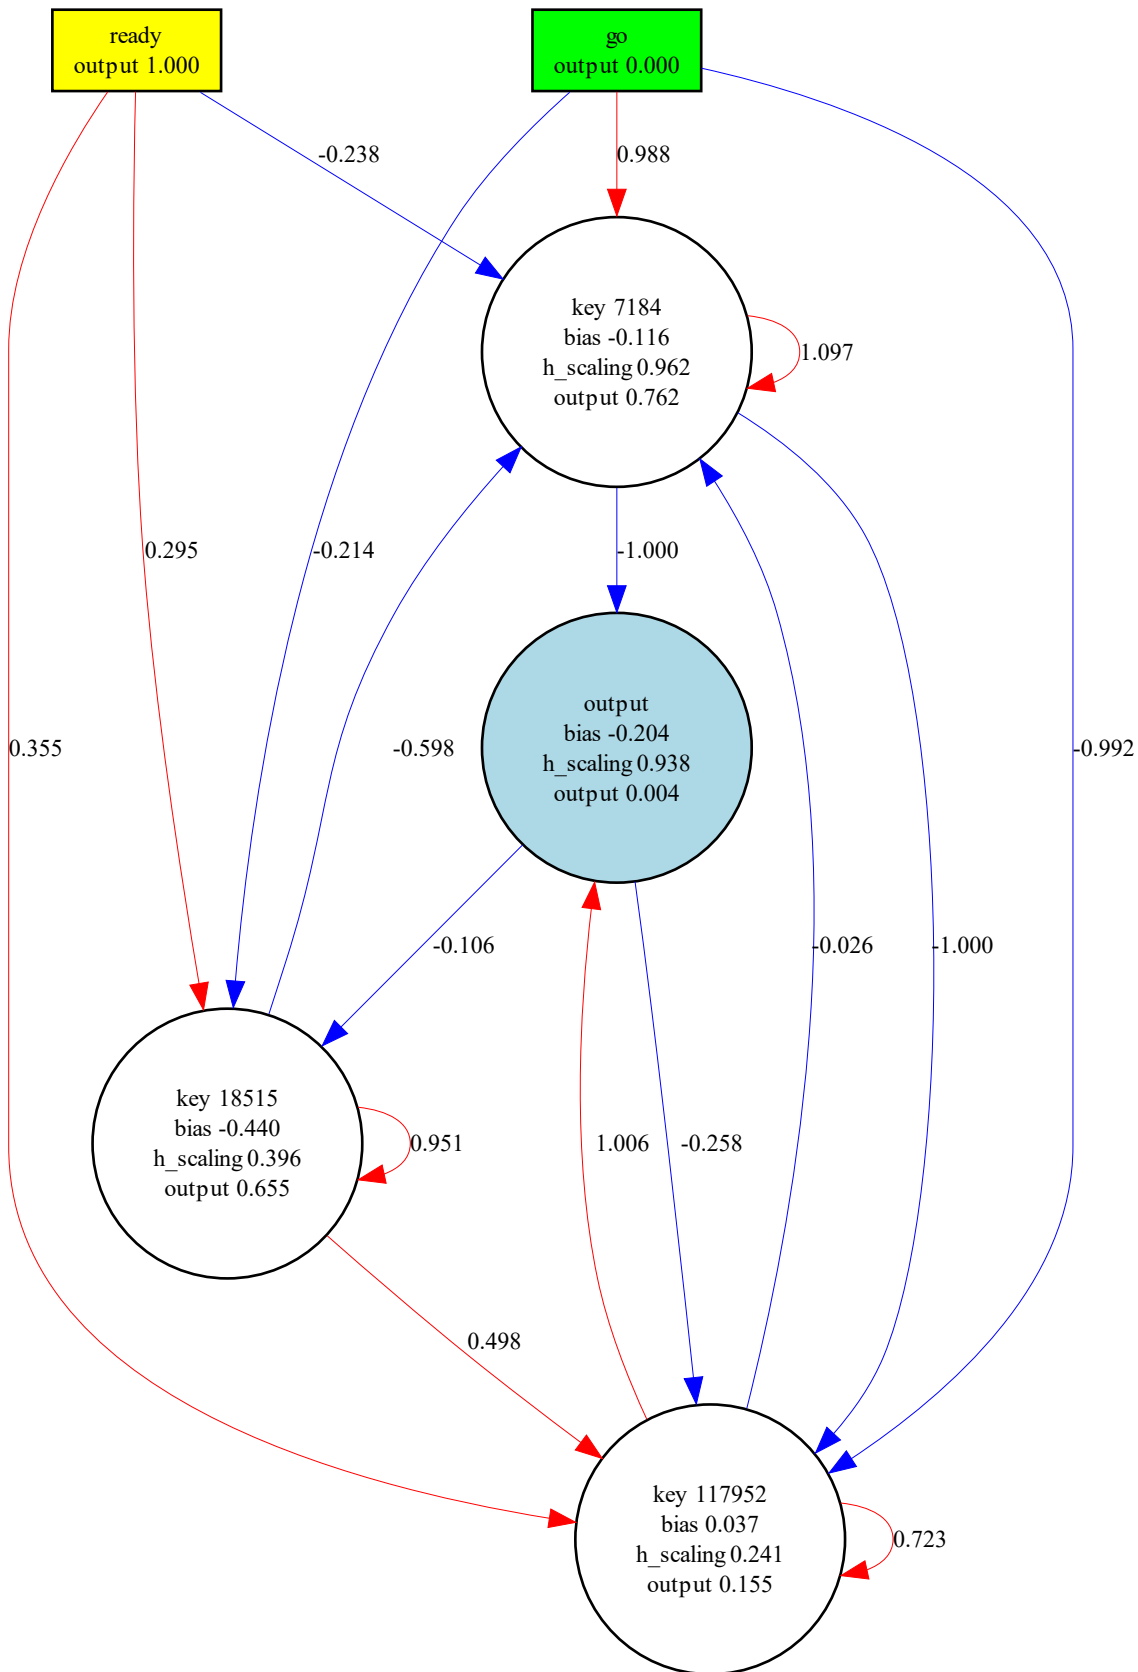 ready
output 1.000
go
output 0.000
-0.238
0.988
key 7184
bias -0.116
h_scaling 0.962
output 0.762
1.097
0.295
-0.214
-1.000
output
bias -0.204
h_scaling 0.938
output 0.004
0.355
-0.598
-0.992
-0.106
-0.026
-1.000
key 18515
bias -0.440
h_scaling 0.396
output 0.655
0.951
1.006
-0.258
0.498
key 117952
bias 0.037
h_scaling 0.241
output 0.155
0.723